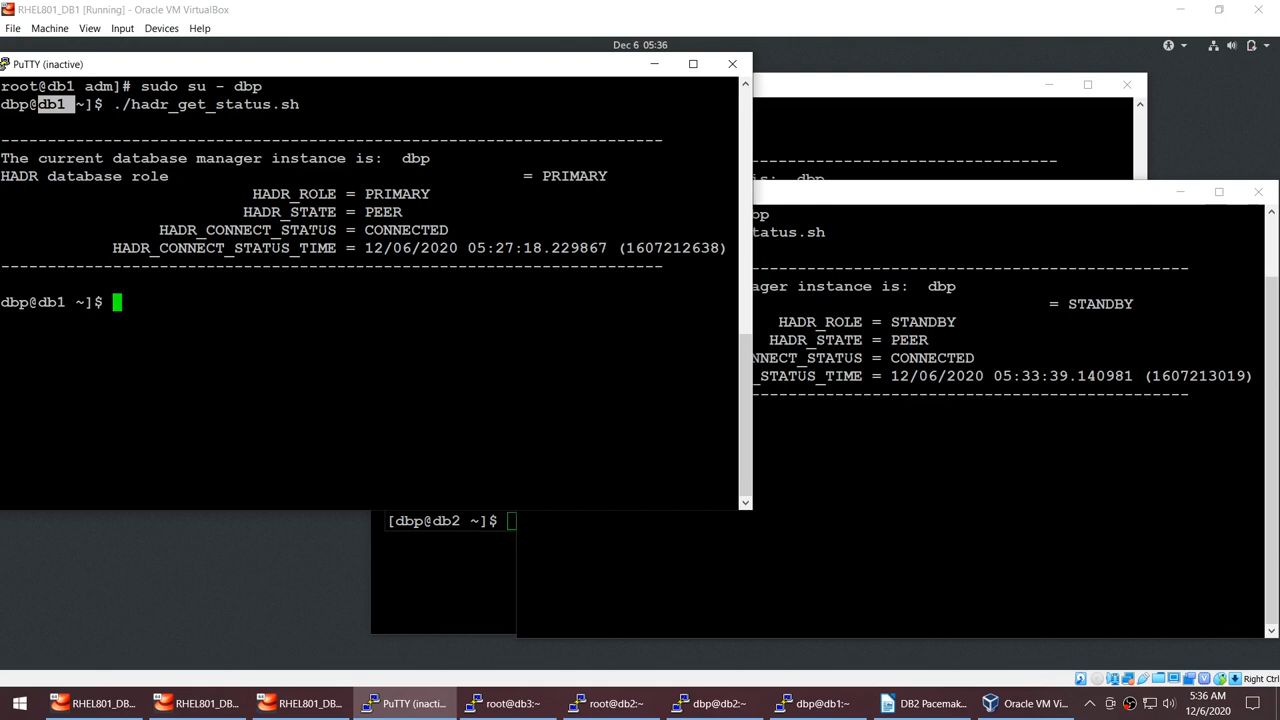 RHEL801_DB1 [Running] - Oracle VM VirtualBox
File Machine View Input Devices Help
Dec 6 05:36
PuTTY (inactive)
root@db1 adm]# sudo su - dbp
dbp@db1 ~]$ ./hadr_get_status.sh
----------------------------------------------------------------------
The current database manager instance is: dbp
HADR database role = PRIMARY
HADR_ROLE = PRIMARY
HADR_STATE = PEER
HADR_CONNECT_STATUS = CONNECTED
HADR_CONNECT_STATUS_TIME = 12/06/2020 05:27:18.229867 (1607212638)
----------------------------------------------------------------------
dbp@db1 ~]$
is: dbp
bp
tatus.sh
ager instance is: dbp
= STANDBY
HADR_ROLE = STANDBY
HADR_STATE = PEER
NNECT_STATUS = CONNECTED
_STATUS_TIME = 12/06/2020 05:33:39.140981 (1607213019)
[dbp@db2 ~]$
Right Ctrl
RHEL801_DB...
RHEL801_DB...
RHEL801_DB...
PuTTY (inacti...
root@db3:~
root@db2:~
dbp@db2:~
dbp@db1:~
DB2 Pacemak...
Oracle VM Vi...
5:36 AM
12/6/2020